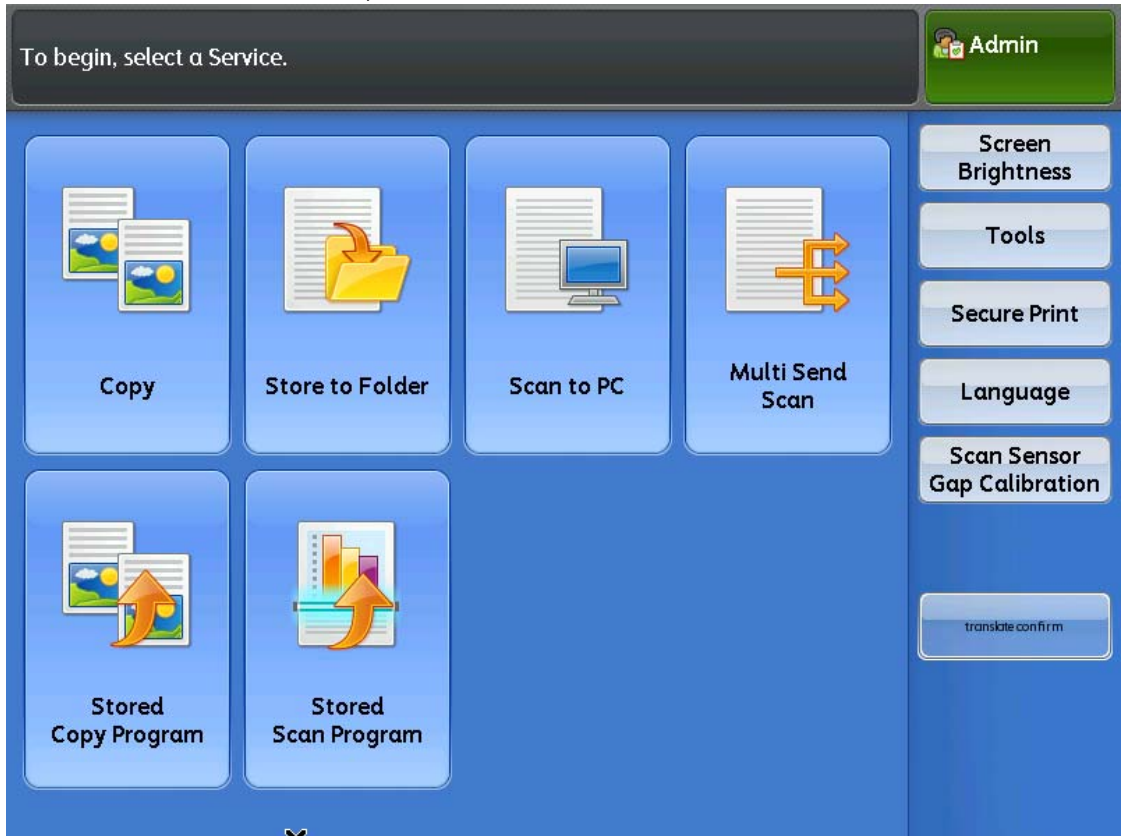 To begin, select a Service.
Admin
Screen
Brightness
Tools
Secure Print
Language
Scan Sensor
Gap Calibration
translate confirm
Copy
Store to Folder
Scan to PC
Multi Send
Scan
Stored
Copy Program
Stored
Scan Program